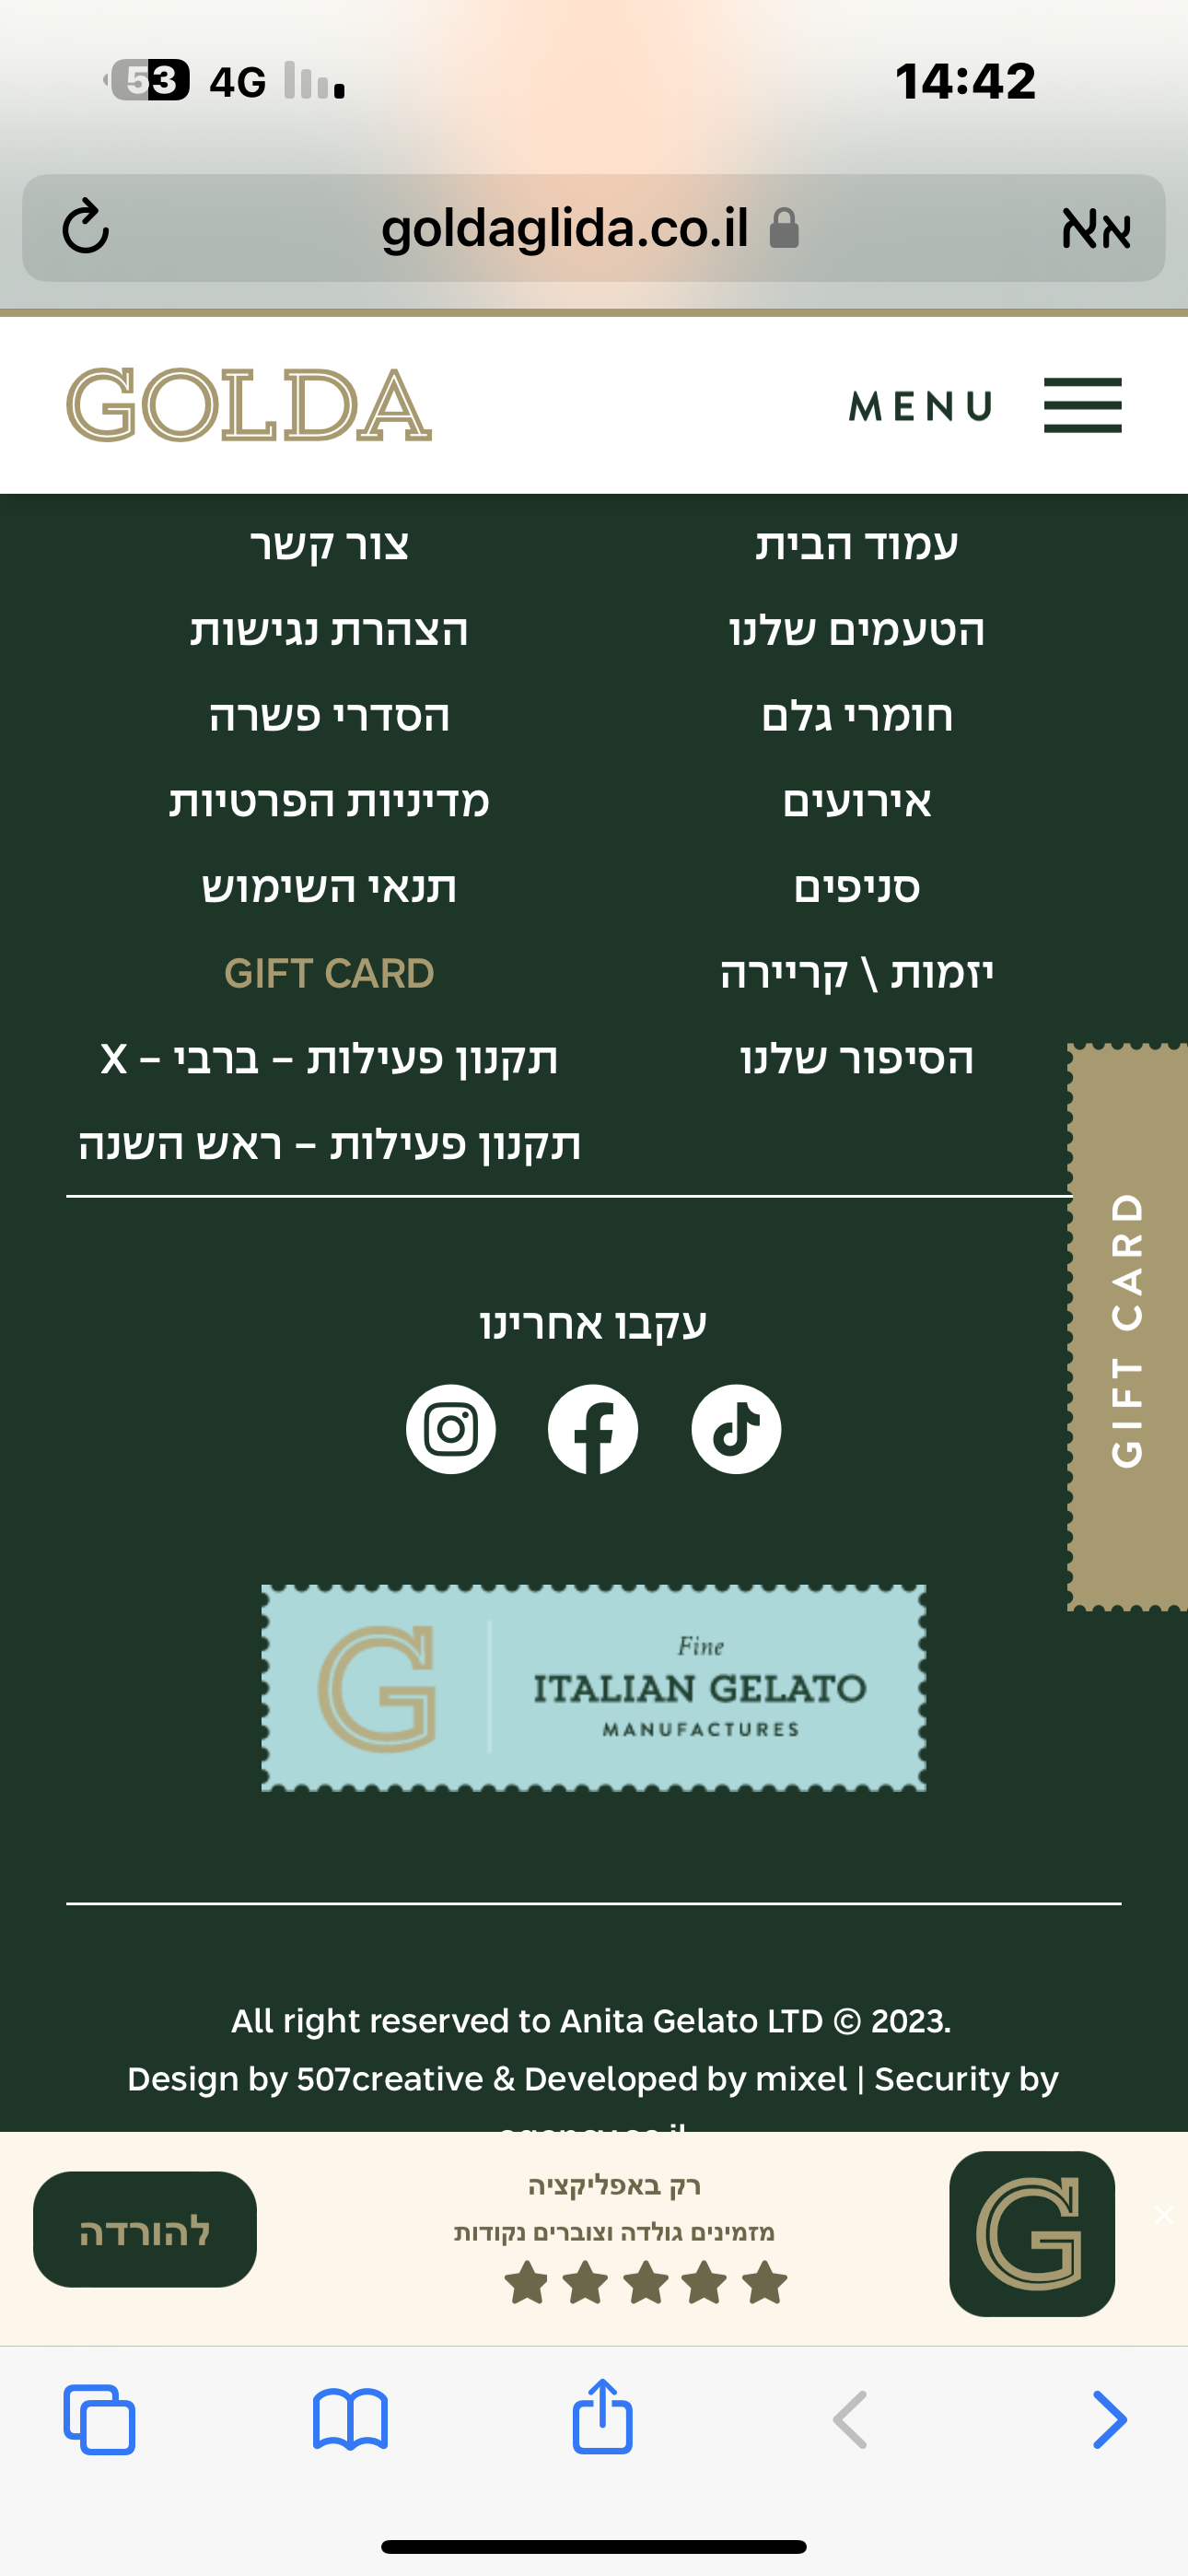 53 4G 14:42
goldaglida.co.il אא
GOLDA MENU
עמוד הבית
הטעמים שלנו
חומרי גלם
אירועים
סניפים
יזמות \ קריירה
הסיפור שלנו
צור קשר
הצהרת נגישות
הסדרי פשרה
מדיניות הפרטיות
תנאי השימוש
GIFT CARD
תקנון פעילות – ברבי – X
תקנון פעילות – ראש השנה
GIFT CARD
עקבו אחרינו
G
Fine
ITALIAN GELATO
MANUFACTURES
All right reserved to Anita Gelato LTD © 2023.
Design by 507creative & Developed by mixel | Security by
רק באפליקציה
מזמינים גולדה וצוברים נקודות
להורדה
G